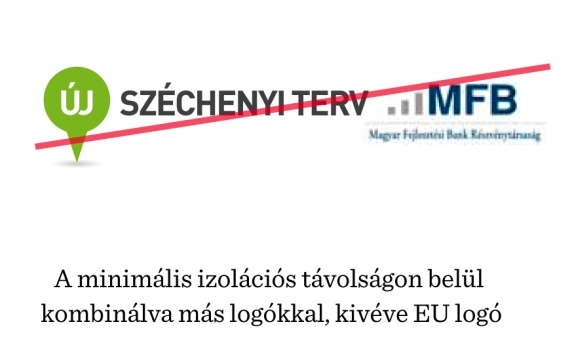 ÚJ SZÉCHENYI TERV MFB
Magyar Fejlesztési Bank Részvénytársaság
A minimális izolációs távolságon belül
kombinálva más logókkal, kivéve EU logó